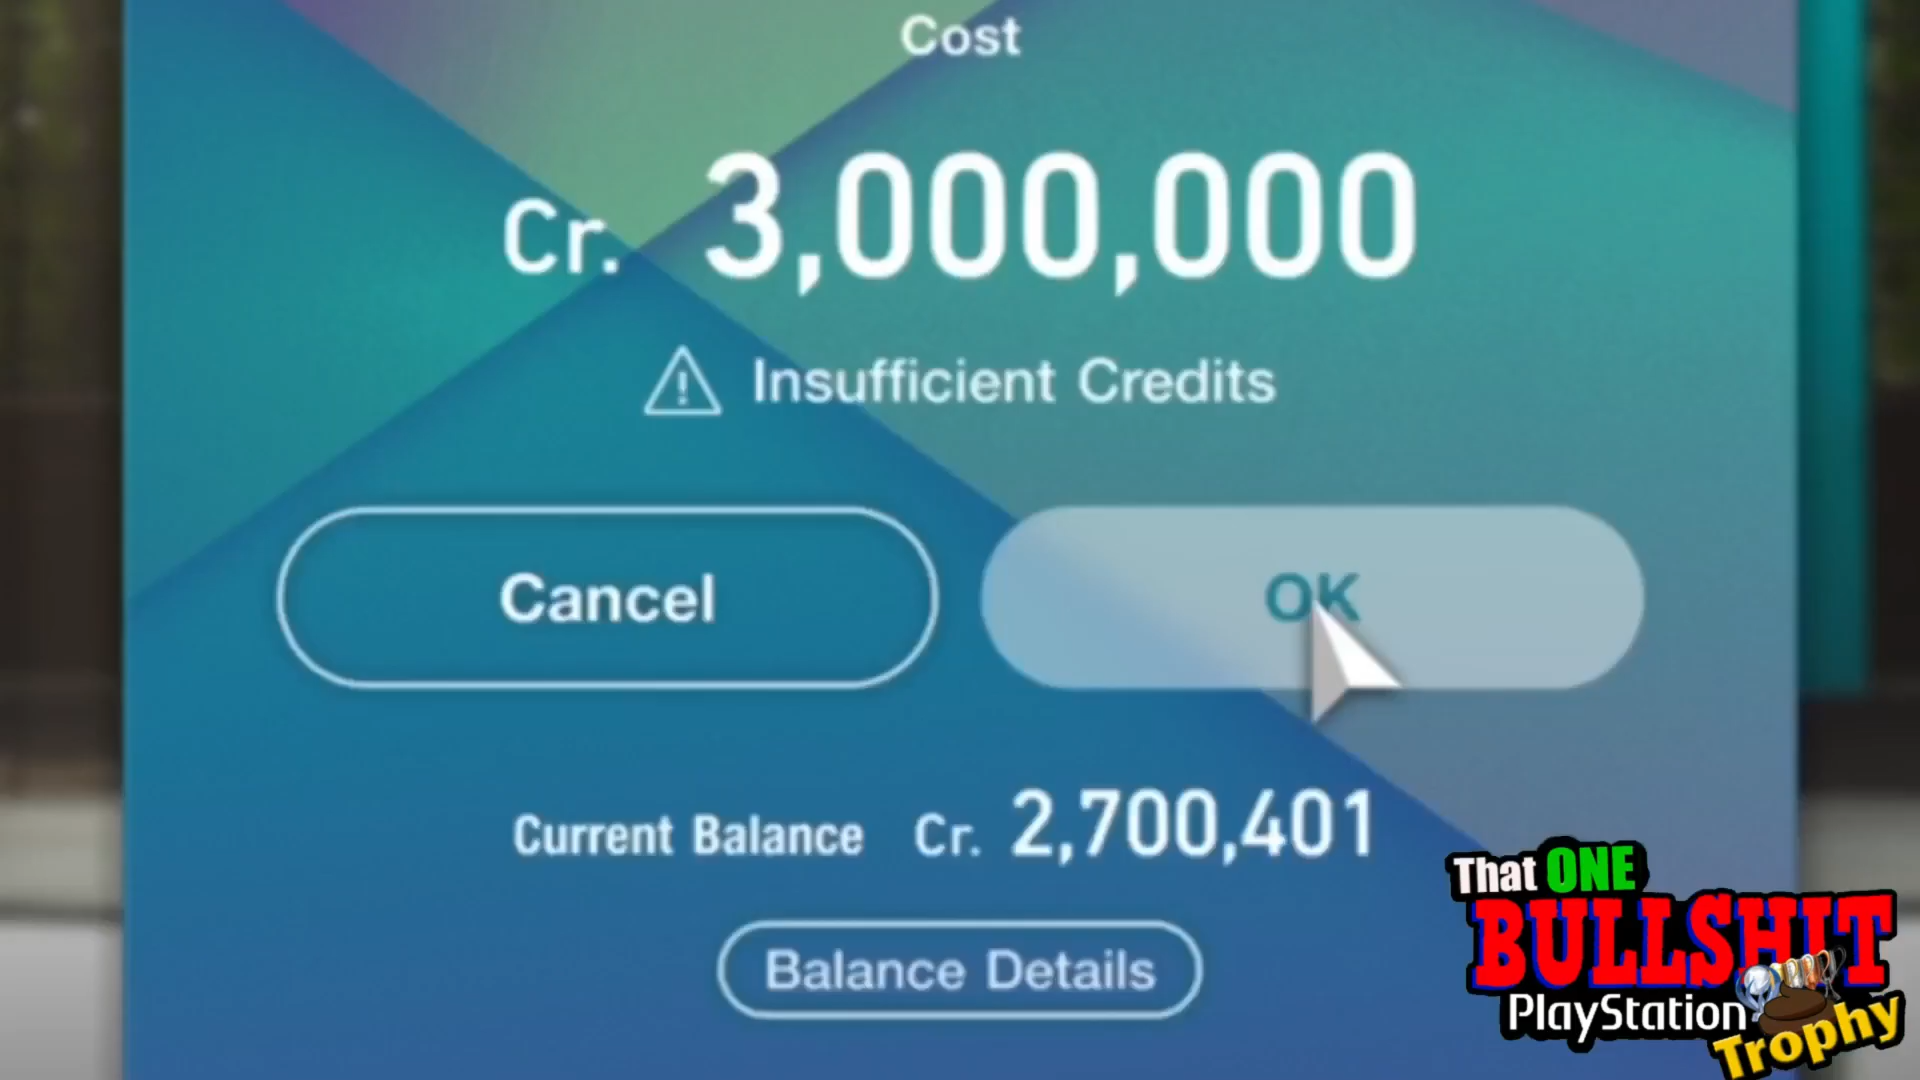 Cost
Cr. 3,000,000
Insufficient Credits
Cancel
OK
Current Balance Cr. 2,700,401
Balance Details
That ONE
BULLSHIT
PlayStation
Trophy